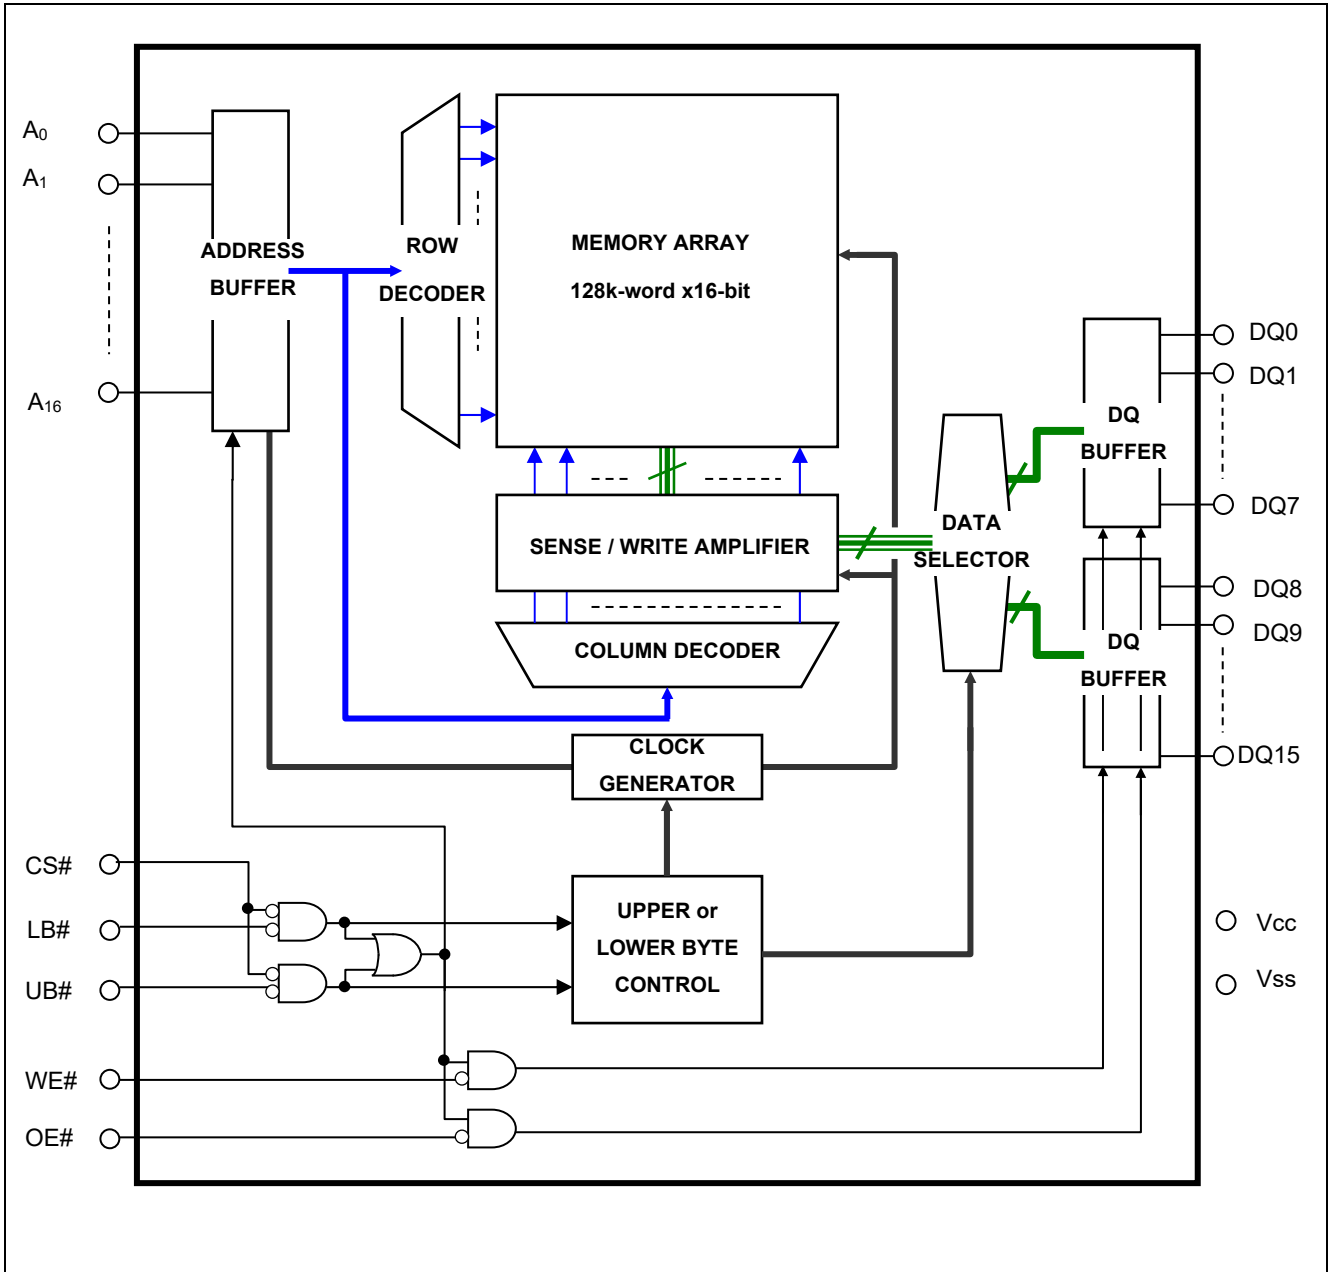 A0
A1
A16
ADDRESS
BUFFER
ROW
DECODER
MEMORY ARRAY
128k-word x16-bit
SENSE / WRITE AMPLIFIER
COLUMN DECODER
CLOCK
GENERATOR
DATA
SELECTOR
DQ
BUFFER
DQ
BUFFER
DQ0
DQ1
DQ7
DQ8
DQ9
DQ15
CS#
LB#
UB#
WE#
OE#
UPPER or
LOWER BYTE
CONTROL
Vcc
Vss